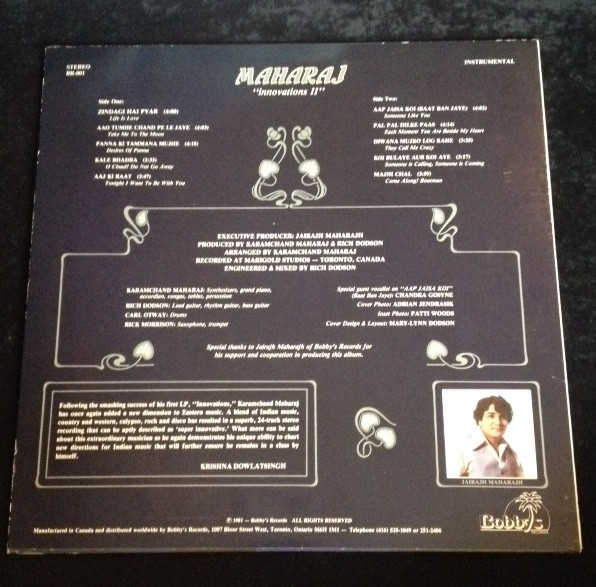 STEREO
BR-001
INSTRUMENTAL
MAHARAJ
"innovations II"
Side One:
ZINDAGI HAI PYAR (4:00)
Life Is Love
AAO TUMHE CHAND PE LE JAYE (4:03)
Take Me To The Moon
PANNA KI TAMMANA MUJHE (4:15)
Desires Of Panna
KALE BHADRA (3:33)
O Cloud! Do Not Go Away
AAJ KI RAAT (3:47)
Tonight I Want To Be With You
Side Two:
AAP JAISA KOI (BAAT BAN JAYE) (4:03)
Someone Like You
PAL PAL DILKE PAAS (4:14)
Each Moment You Are Beside My Heart
DIWANA MUJKO LOG KAHE (3:20)
They Call Me Crazy
KOI BULAYE AUR KOI AYE (3:17)
Someone is Calling, Someone is Coming
MAJHI CHAL (3:59)
Come Along! Boatman
EXECUTIVE PRODUCER: JAIRAJH MAHARAJH
PRODUCED BY KARAMCHAND MAHARAJ & RICH DODSON
ARRANGED BY KARAMCHAND MAHARAJ
RECORDED AT MARIGOLD STUDIOS — TORONTO, CANADA
ENGINEERED & MIXED BY RICH DODSON
KARAMCHAND MAHARAJ: Synthesizers, grand piano,
accordion, congas, tablas, percussion
RICH DODSON: Lead guitar, rhythm guitar, bass guitar
CARL OTWAY: Drums
RICK MORRISON: Saxophone, trumpet
Special guest vocalist on "AAP JAISA KOI"
(Baat Ban Jaye): CHANDRA GOBYNE
Cover Photo: ADRIAN JENDRASIK
Inset Photo: PATTI WOODS
Cover Design & Layout: MARY-LYNN DODSON
Special thanks to Jairajh Maharajh of Bobby's Records for
his support and cooperation in producing this album.
Following the smashing success of his first LP, "Innovations," Karamchand Maharaj
has once again added a new dimension to Eastern music. A blend of Indian music,
country and western, calypso, rock and disco has resulted in a superb, 24-track stereo
recording that can be aptly described as 'super innovative.' What more can be said
about this extraordinary musician as he again demonstrates his unique ability to chart
new directions for Indian music that will further ensure he remains in a class by
himself.
KRISHNA DOWLATSINGH
JAIRAJH MAHARAJH
Bobby's
℗ 1981 — Bobby's Records ALL RIGHTS RESERVED
Manufactured in Canada and distributed worldwide by Bobby's Records, 1007 Bloor Street West, Toronto, Ontario M6H 1M1 — Telephone (416) 535-1049 or 251-2406